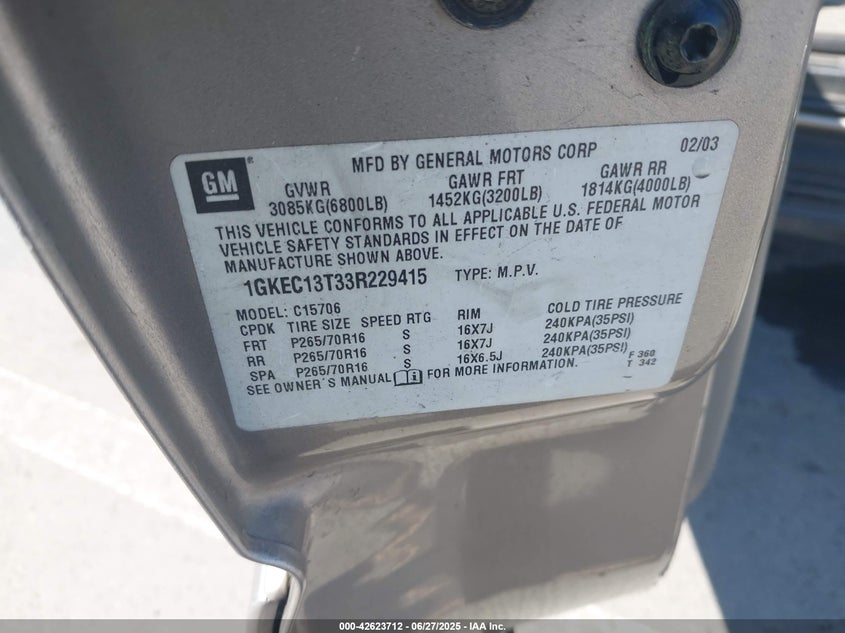 GM
MFD BY GENERAL MOTORS CORP 02/03
GVWR GAWR FRT GAWR RR
3085KG(6800LB) 1452KG(3200LB) 1814KG(4000LB)
THIS VEHICLE CONFORMS TO ALL APPLICABLE U.S. FEDERAL MOTOR
VEHICLE SAFETY STANDARDS IN EFFECT ON THE DATE OF
MANUFACTURE SHOWN ABOVE.
1GKEC13T33R229415 TYPE: M.P.V.
MODEL: C15706
CPDK TIRE SIZE SPEED RTG RIM COLD TIRE PRESSURE
FRT P265/70R16 S 16X7J 240KPA(35PSI)
RR P265/70R16 S 16X7J 240KPA(35PSI)
SPA P265/70R16 S 16X6.5J 240KPA(35PSI) F 360
SEE OWNER'S MANUAL FOR MORE INFORMATION. T 342
000-42623712 - 06/27/2025 - IAA, Inc.